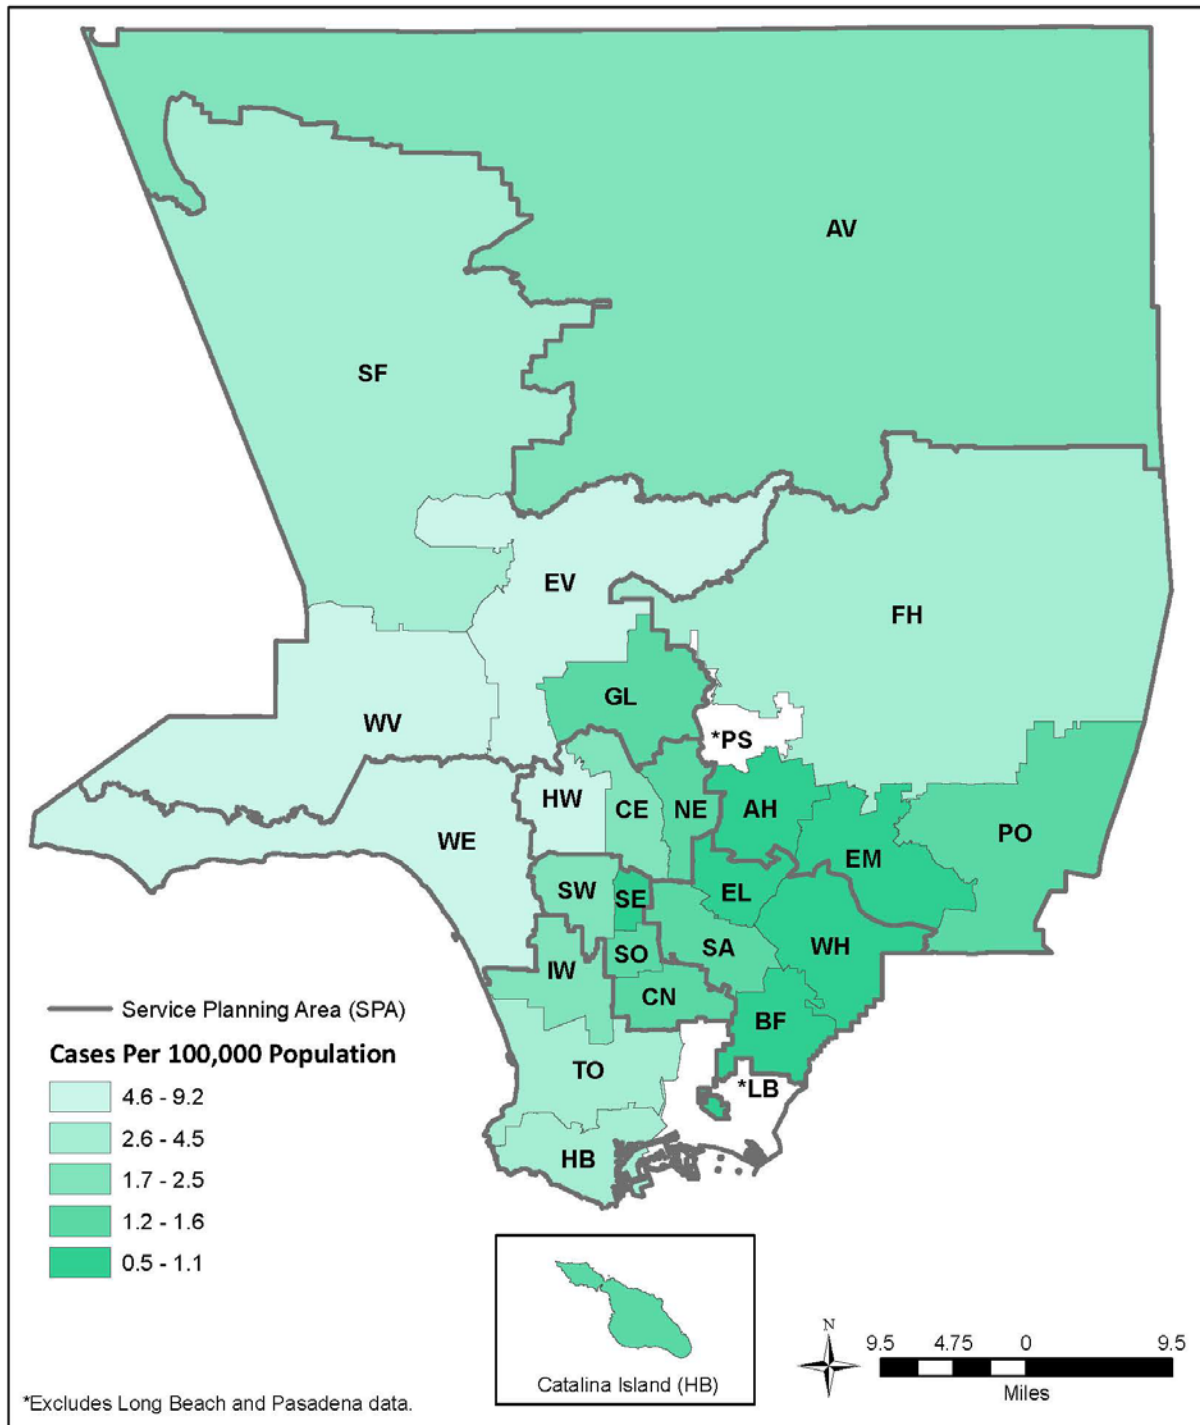 AV
SF
EV
FH
GL
WV
*PS
HW
CE
NE
AH
WE
EM
PO
SW
SE
EL
SO
SA
WH
IW
CN
BF
TO
*LB
HB
Service Planning Area (SPA)
Cases Per 100,000 Population
4.6 - 9.2
2.6 - 4.5
1.7 - 2.5
1.2 - 1.6
0.5 - 1.1
Catalina Island (HB)
N
9.5 4.75 0 9.5
Miles
*Excludes Long Beach and Pasadena data.